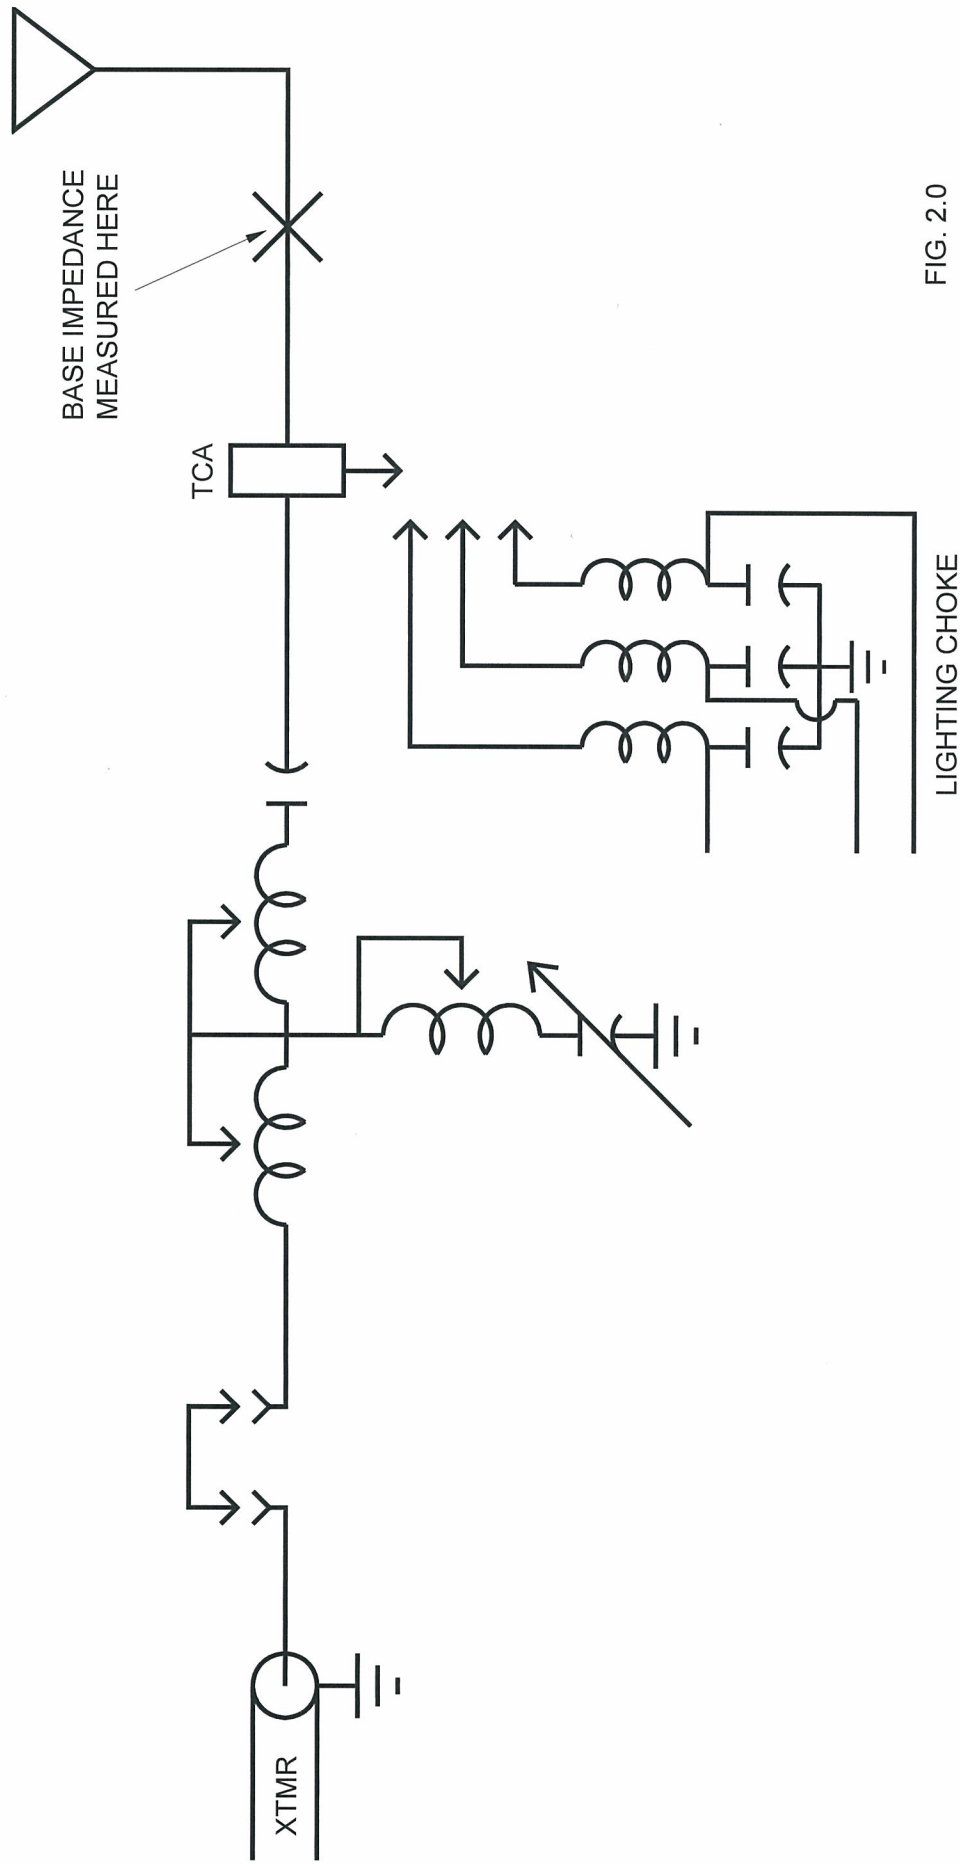 XTMR
TCA
BASE IMPEDANCE
MEASURED HERE
LIGHTING CHOKE
FIG. 2.0